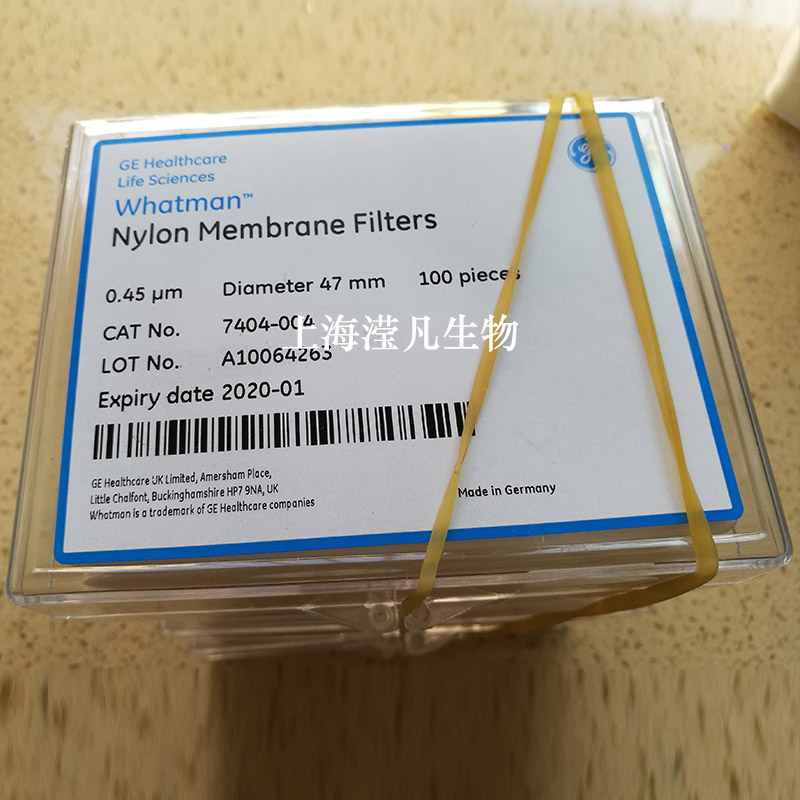 GE Healthcare
Life Sciences
Whatman™
Nylon Membrane Filters
0.45 µm Diameter 47 mm 100 pieces
CAT No. 7404-004
上海滢凡生物
LOT No. A10064263
Expiry date 2020-01
GE Healthcare UK Limited, Amersham Place,
Little Chalfont, Buckinghamshire HP7 9NA, UK
Whatman is a trademark of GE Healthcare companies
Made in Germany